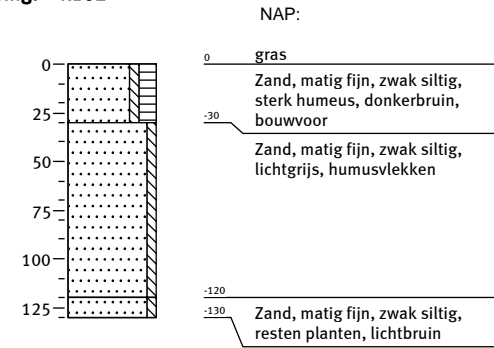 NAP:
0
25
50
75
100
125
0
gras
Zand, matig fijn, zwak siltig,
sterk humeus, donkerbruin,
bouwvoor
-30
Zand, matig fijn, zwak siltig,
lichtgrijs, humusvlekken
-120
-130
Zand, matig fijn, zwak siltig,
resten planten, lichtbruin